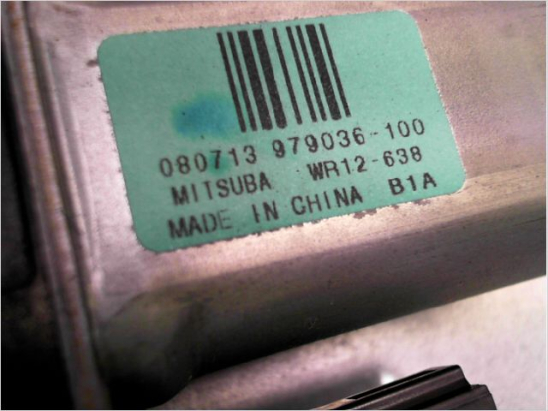 080713 979036-100
MITSUBA WR12-638
MADE IN CHINA B1A